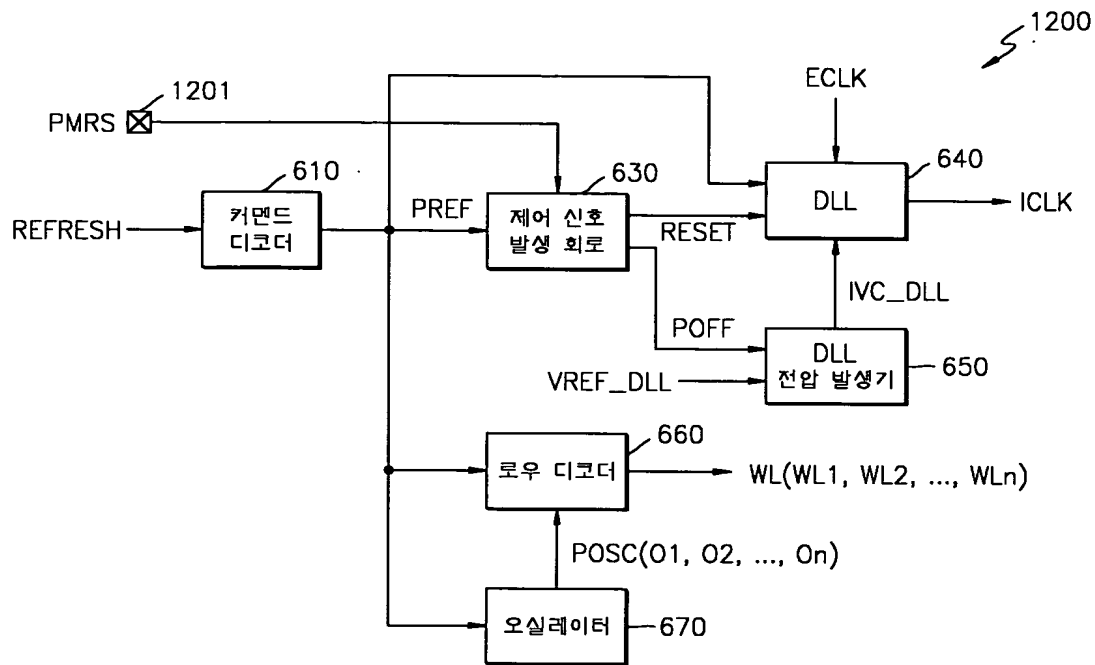 1200
ECLK
PMRS
1201
610
630
640
커멘드
디코더
PREF
제어 신호
발생 회로
DLL
ICLK
REFRESH
RESET
IVC_DLL
POFF
DLL
전압 발생기
650
VREF_DLL
660
로우 디코더
WL(WL1, WL2, ..., WLn)
POSC(O1, O2, ..., On)
오실레이터
670